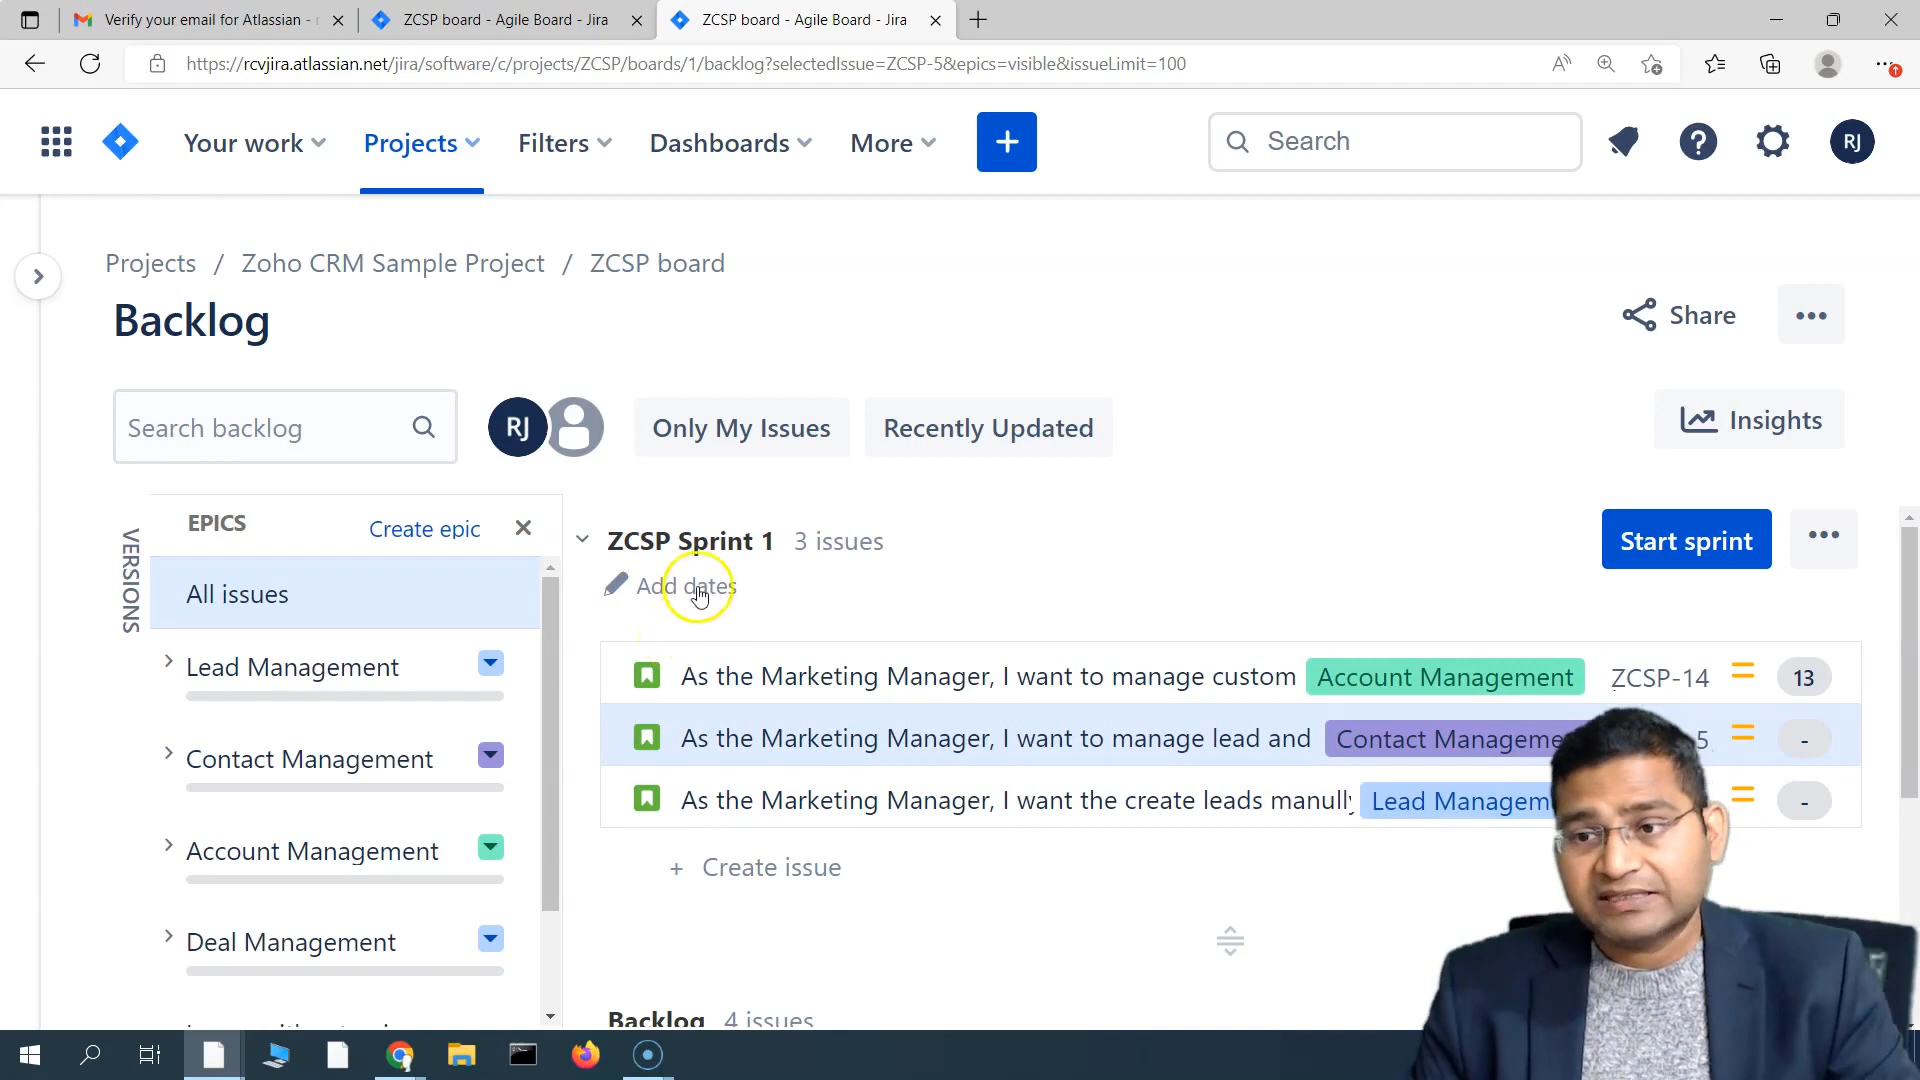 Verify your email for Atlassian -
ZCSP board - Agile Board - Jira
ZCSP board - Agile Board - Jira
https://rcvjira.atlassian.net/jira/software/c/projects/ZCSP/boards/1/backlog?selectedIssue=ZCSP-5&epics=visible&issueLimit=100
Your work
Projects
Filters
Dashboards
More
Search
RJ
Projects / Zoho CRM Sample Project / ZCSP board
Backlog
Share
Search backlog
RJ
Only My Issues
Recently Updated
Insights
VERSIONS
EPICS
Create epic
All issues
Lead Management
Contact Management
Account Management
Deal Management
ZCSP Sprint 1 3 issues
Start sprint
Add dates
As the Marketing Manager, I want to manage custom Account Management ZCSP-14 13
As the Marketing Manager, I want to manage lead and Contact Manageme 5 -
As the Marketing Manager, I want the create leads manully Lead Managem -
+ Create issue
Backlog 4 issues